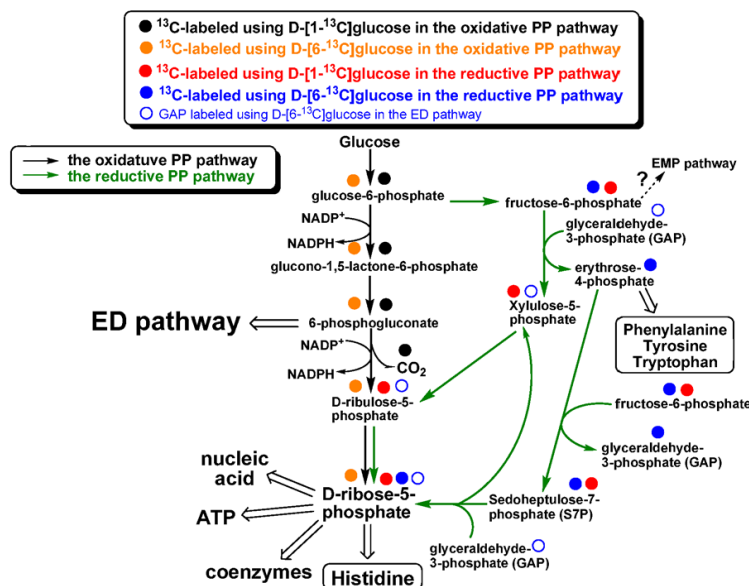 ¹³C-labeled using D-[1-¹³C]glucose in the oxidative PP pathway
¹³C-labeled using D-[6-¹³C]glucose in the oxidative PP pathway
¹³C-labeled using D-[1-¹³C]glucose in the reductive PP pathway
¹³C-labeled using D-[6-¹³C]glucose in the reductive PP pathway
GAP labeled using D-[6-¹³C]glucose in the ED pathway
the oxidatuve PP pathway
the reductive PP pathway
Glucose
?
EMP pathway
glucose-6-phosphate
fructose-6-phosphate
NADP⁺
NADPH
glyceraldehyde-
3-phosphate (GAP)
glucono-1,5-lactone-6-phosphate
erythrose-
4-phosphate
ED pathway
6-phosphogluconate
Xylulose-5-
phosphate
Phenylalanine
Tyrosine
Tryptophan
NADP⁺
NADPH
CO₂
D-ribulose-5-
phosphate
fructose-6-phosphate
glyceraldehyde-
3-phosphate (GAP)
nucleic
acid
ATP
coenzymes
D-ribose-5-
phosphate
Histidine
Sedoheptulose-7-
phosphate (S7P)
glyceraldehyde-
3-phosphate (GAP)